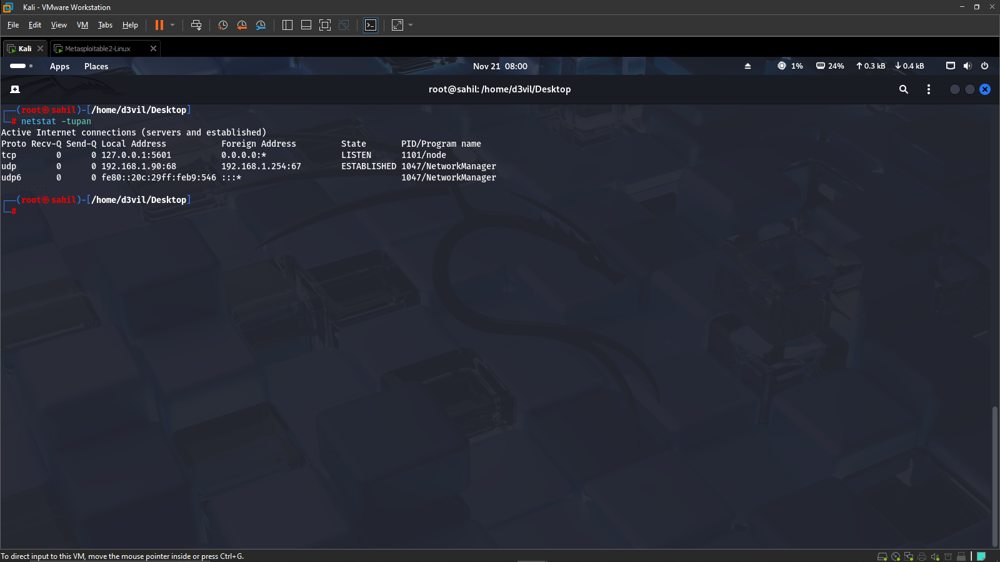 Kali - VMware Workstation
File Edit View VM Tabs Help
Kali Metasploitable2-Linux
Apps Places Nov 21 08:00 1% 24% 0.3 kB 0.4 kB
root@sahil: /home/d3vil/Desktop
(root㉿sahil)-[/home/d3vil/Desktop]
# netstat -tupan
Active Internet connections (servers and established)
Proto Recv-Q Send-Q Local Address Foreign Address State PID/Program name
tcp 0 0 127.0.0.1:5601 0.0.0.0:* LISTEN 1101/node
udp 0 0 192.168.1.90:68 192.168.1.254:67 ESTABLISHED 1047/NetworkManager
udp6 0 0 fe80::20c:29ff:feb9:546 :::* 1047/NetworkManager
(root㉿sahil)-[/home/d3vil/Desktop]
#
To direct input to this VM, move the mouse pointer inside or press Ctrl+G.